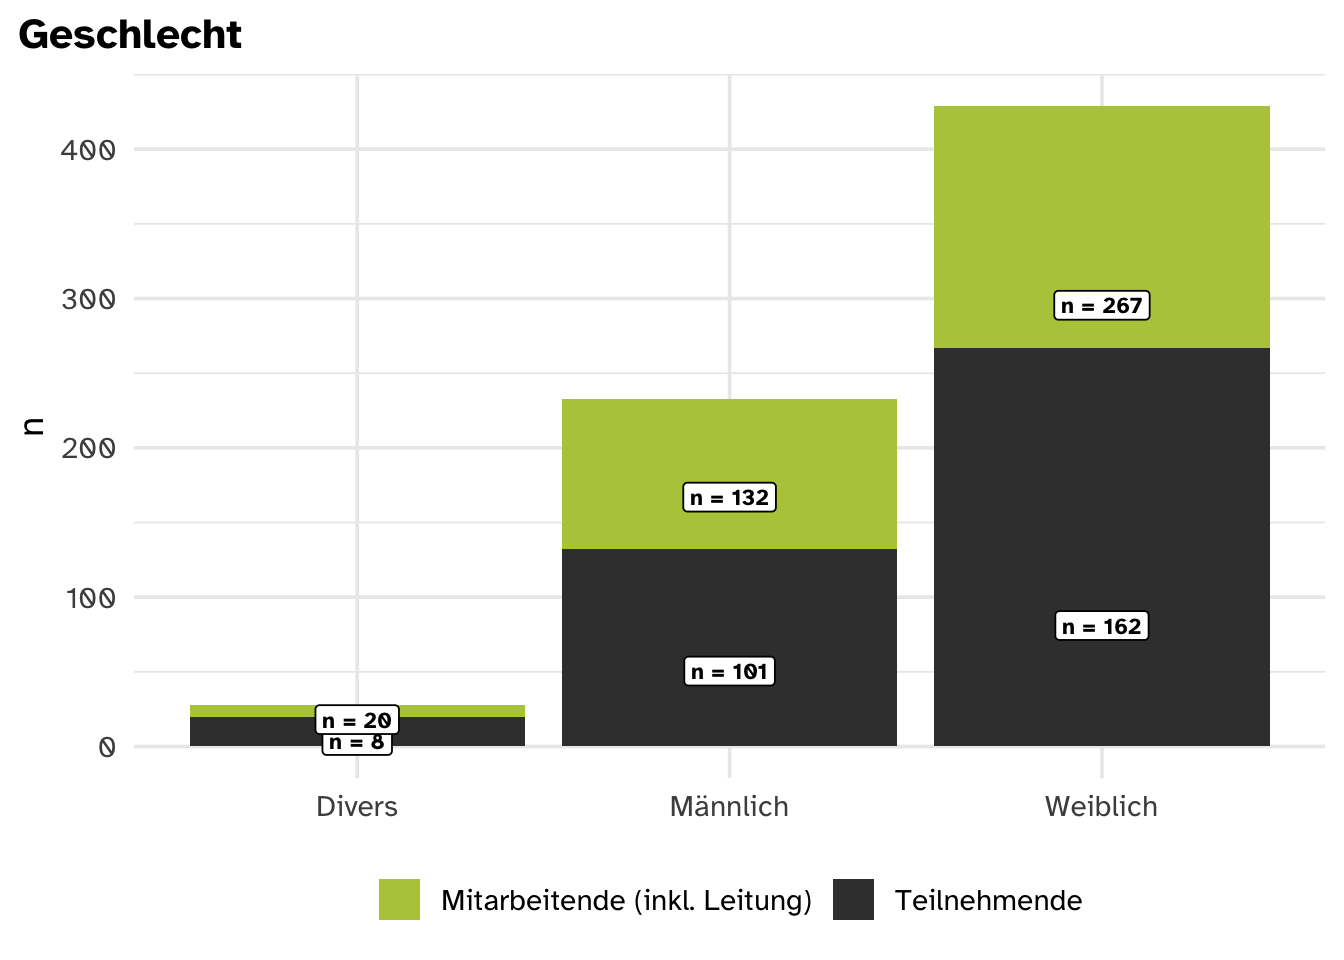 Geschlecht
n
400
300
200
100
0
n = 267
n = 132
n = 162
n = 101
n = 20
n = 8
Divers Männlich Weiblich
Mitarbeitende (inkl. Leitung) Teilnehmende